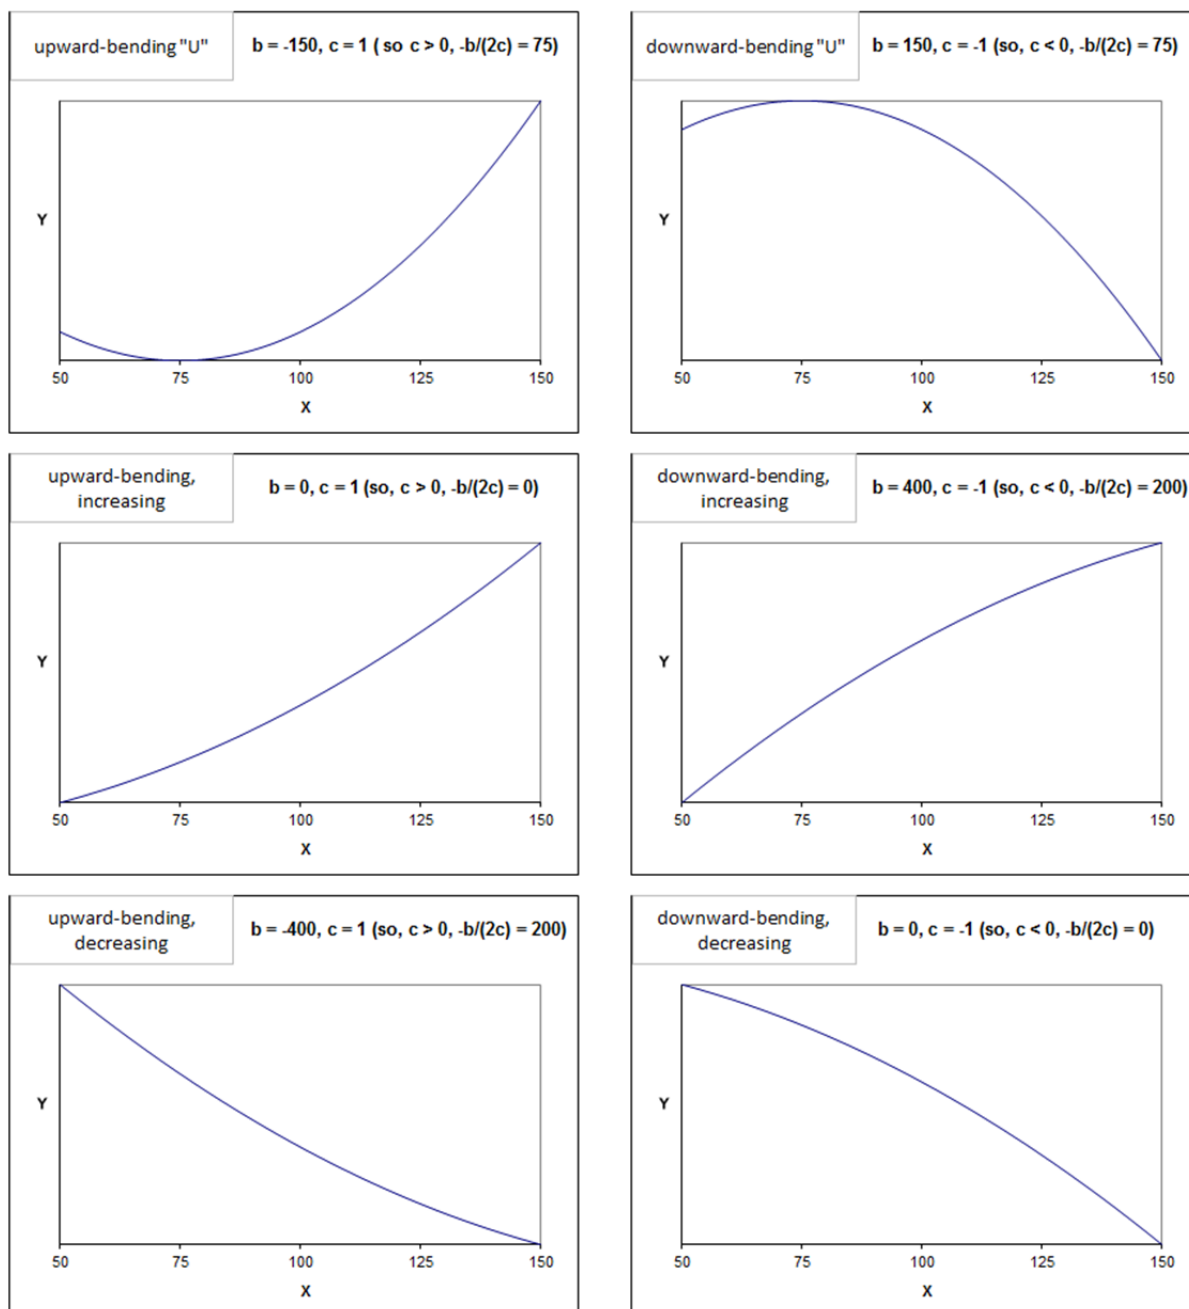 upward-bending "U"
b = -150, c = 1 ( so c > 0, -b/(2c) = 75)
Y
50 75 100 125 150
X
downward-bending "U"
b = 150, c = -1 (so, c < 0, -b/(2c) = 75)
Y
50 75 100 125 150
X
upward-bending,
increasing
b = 0, c = 1 (so, c > 0, -b/(2c) = 0)
Y
50 75 100 125 150
X
downward-bending,
increasing
b = 400, c = -1 (so, c < 0, -b/(2c) = 200)
Y
50 75 100 125 150
X
upward-bending,
decreasing
b = -400, c = 1 (so, c > 0, -b/(2c) = 200)
Y
50 75 100 125 150
X
downward-bending,
decreasing
b = 0, c = -1 (so, c < 0, -b/(2c) = 0)
Y
50 75 100 125 150
X